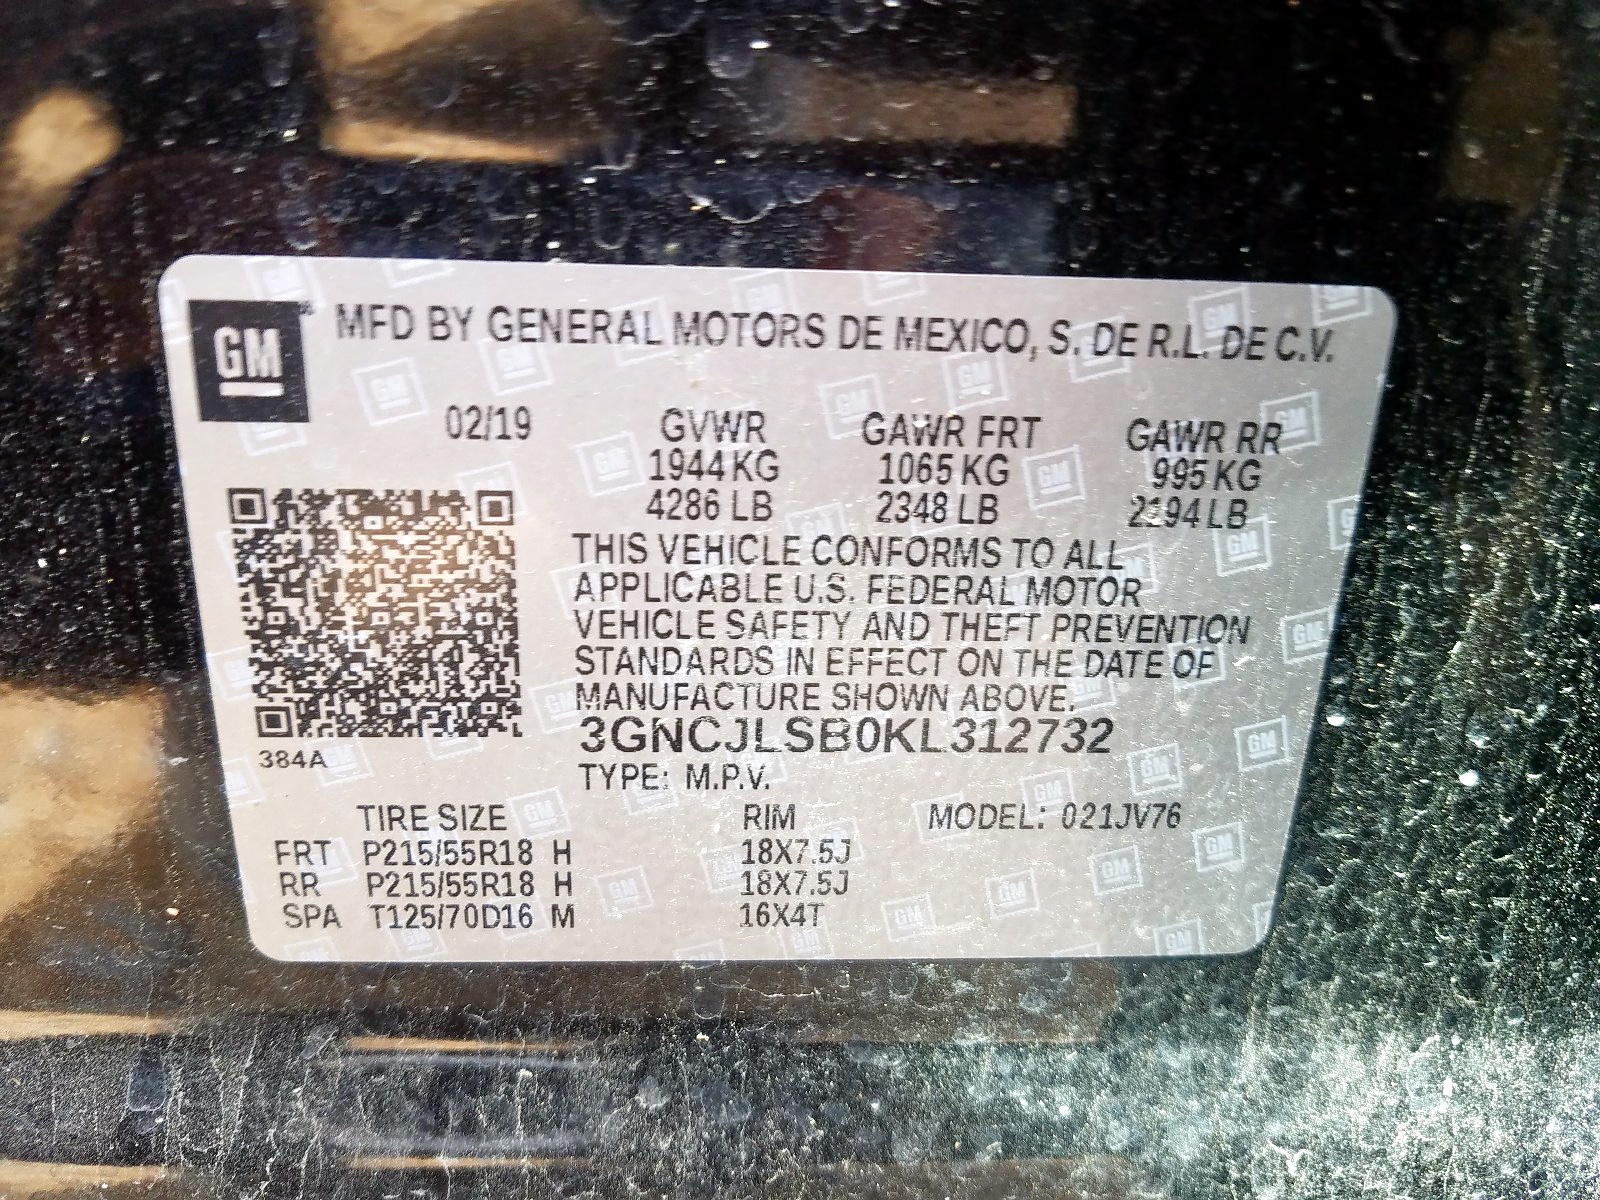 GM
MFD BY GENERAL MOTORS DE MEXICO, S. DE R.L. DE C.V.
02/19 GVWR GAWR FRT GAWR RR
1944 KG 1065 KG 995 KG
4286 LB 2348 LB 2194 LB
THIS VEHICLE CONFORMS TO ALL
APPLICABLE U.S. FEDERAL MOTOR
VEHICLE SAFETY AND THEFT PREVENTION
STANDARDS IN EFFECT ON THE DATE OF
MANUFACTURE SHOWN ABOVE.
3GNCJLSB0KL312732
384A
TYPE: M.P.V.
TIRE SIZE RIM MODEL: 021JV76
FRT P215/55R18 H 18X7.5J
RR P215/55R18 H 18X7.5J
SPA T125/70D16 M 16X4T